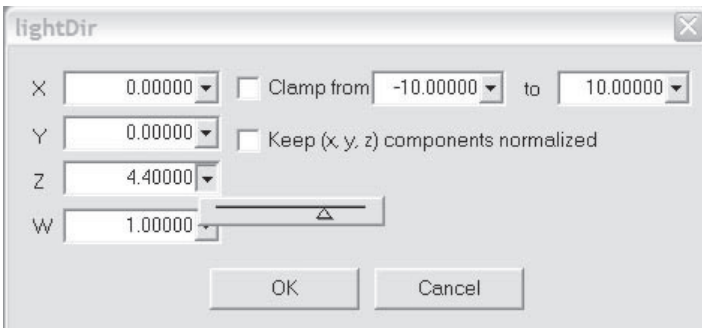 lightDir
X 0.00000 Clamp from -10.00000 to 10.00000
Y 0.00000 Keep (x, y, z) components normalized
Z 4.40000
W 1.00000
OK Cancel